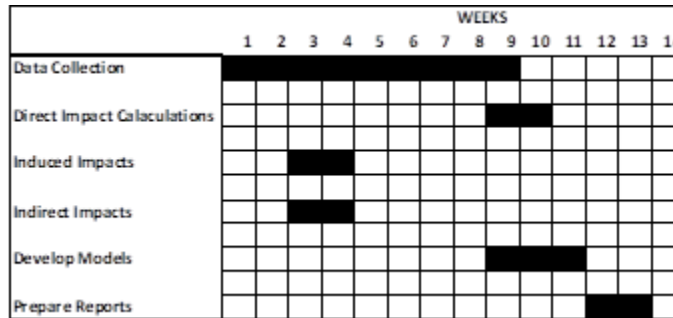 WEEKS
1 2 3 4 5 6 7 8 9 10 11 12 13
Data Collection
Direct Impact Calaculations
Induced Impacts
Indirect Impacts
Develop Models
Prepare Reports